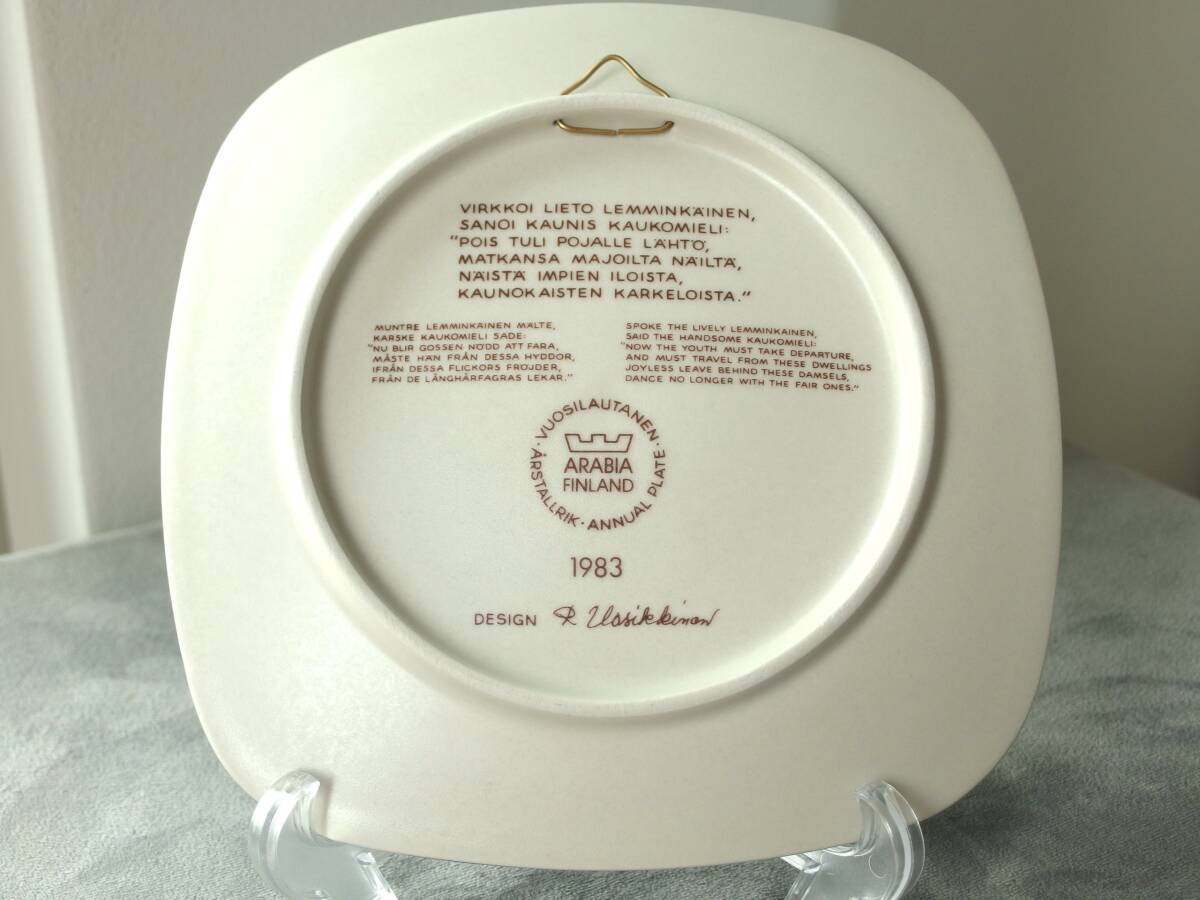 VIRKKOI LIETO LEMMINKÄINEN,
SANOI KAUNIS KAUKOMIELI:
"POIS TULI POJALLE LÄHTÖ,
MATKANSA MAJOILTA NÄILTÄ,
NÄISTÄ IMPIEN ILOISTA,
KAUNOKAISTEN KARKELOISTA."
MUNTRE LEMMINKÄINEN MÄLTE,
KARSKE KAUKOMIELI SADE:
"NU BLIR GOSSEN NÖDD ATT FARA,
MÅSTE HÄN FRÅN DESSA HYDDOR,
IFRÅN DESSA FLICKORS FRÖJDER,
FRÅN DE LÅNGHÅRFAGRAS LEKAR."
SPOKE THE LIVELY LEMMINKAINEN,
SAID THE HANDSOME KAUKOMIELI:
"NOW THE YOUTH MUST TAKE DEPARTURE,
AND MUST TRAVEL FROM THESE DWELLINGS
JOYLESS LEAVE BEHIND THESE DAMSELS,
DANCE NO LONGER WITH THE FAIR ONES."
· VUOSILAUTANEN · ANNUAL PLATE · ÅRSTALLRIK
ARABIA
FINLAND
1983
DESIGN R Uosikkinen